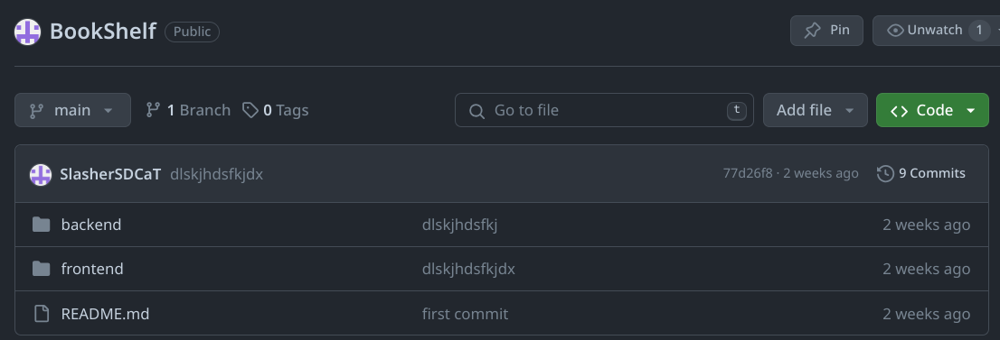 BookShelf Public Pin Unwatch 1
main 1 Branch 0 Tags Go to file t Add file Code
SlasherSDCaT dlskjhdsfkjdx 77d26f8 · 2 weeks ago 9 Commits
backend dlskjhdsfkj 2 weeks ago
frontend dlskjhdsfkjdx 2 weeks ago
README.md first commit 2 weeks ago